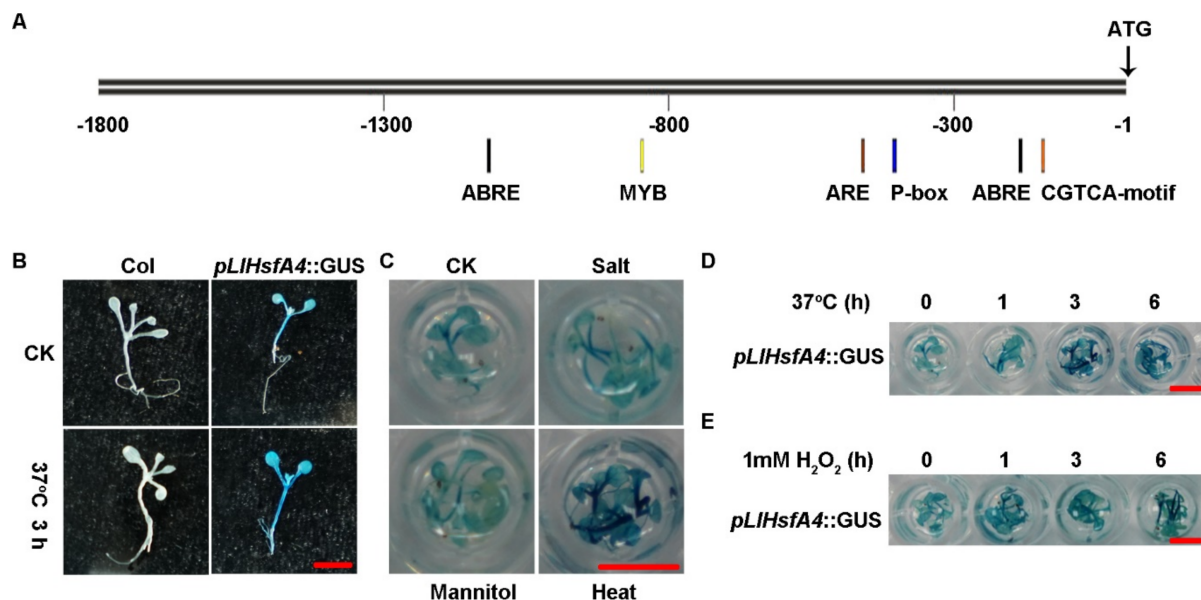 A
ATG
-1800 -1300 -800 -300 -1
ABRE MYB ARE P-box ABRE CGTCA-motif
B Col pLlHsfA4::GUS
CK
37°C 3 h
C CK Salt
Mannitol Heat
D
37°C (h) 0 1 3 6
pLlHsfA4::GUS
E
1mM H₂O₂ (h) 0 1 3 6
pLlHsfA4::GUS